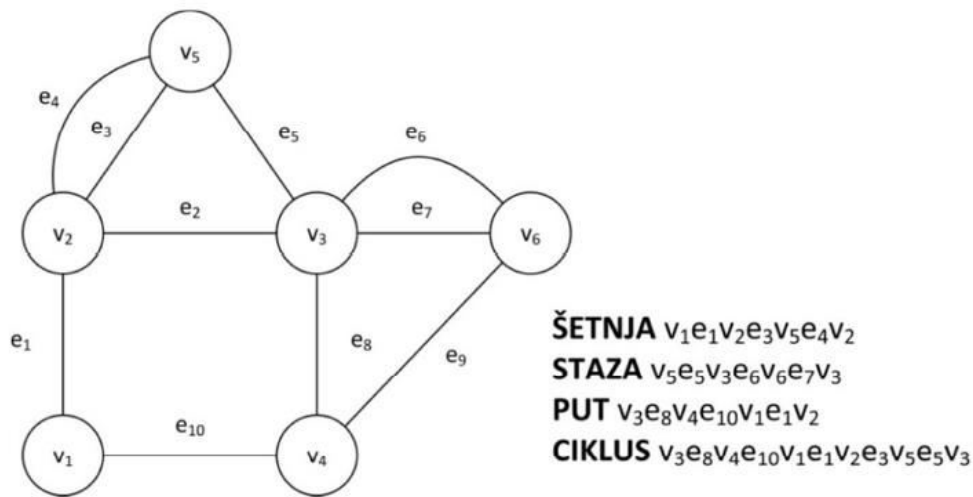 v₅
e₄
e₃
e₅
e₆
e₂
e₇
v₂
v₃
v₆
e₁
e₈
e₉
e₁₀
v₁
v₄
ŠETNJA v₁e₁v₂e₃v₅e₄v₂
STAZA v₅e₅v₃e₆v₆e₇v₃
PUT v₃e₈v₄e₁₀v₁e₁v₂
CIKLUS v₃e₈v₄e₁₀v₁e₁v₂e₃v₅e₅v₃